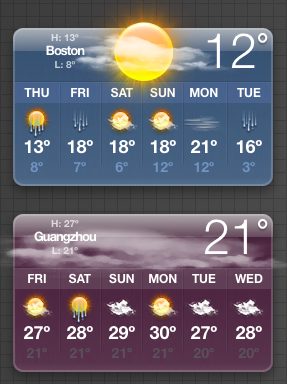 H: 13°
Boston
L: 8°
12°
THU FRI SAT SUN MON TUE
13° 18° 18° 18° 21° 16°
8° 7° 6° 12° 12° 3°
H: 27°
Guangzhou
L: 21°
21°
FRI SAT SUN MON TUE WED
27° 28° 29° 30° 27° 28°
21° 21° 21° 21° 20° 20°